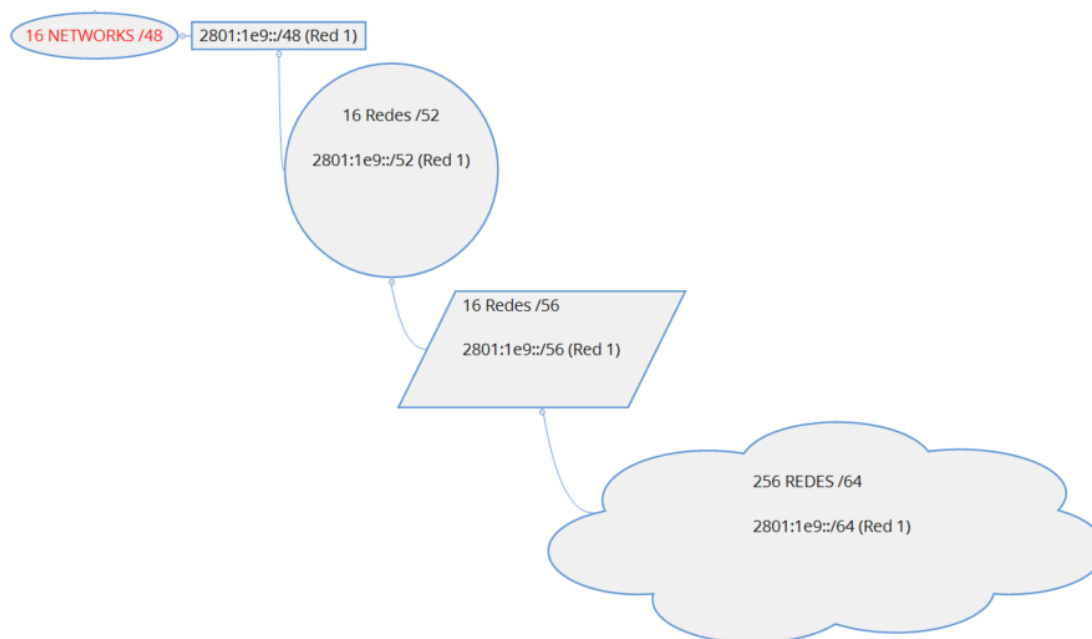 16 NETWORKS /48
2801:1e9::/48 (Red 1)
16 Redes /52
2801:1e9::/52 (Red 1)
16 Redes /56
2801:1e9::/56 (Red 1)
256 REDES /64
2801:1e9::/64 (Red 1)